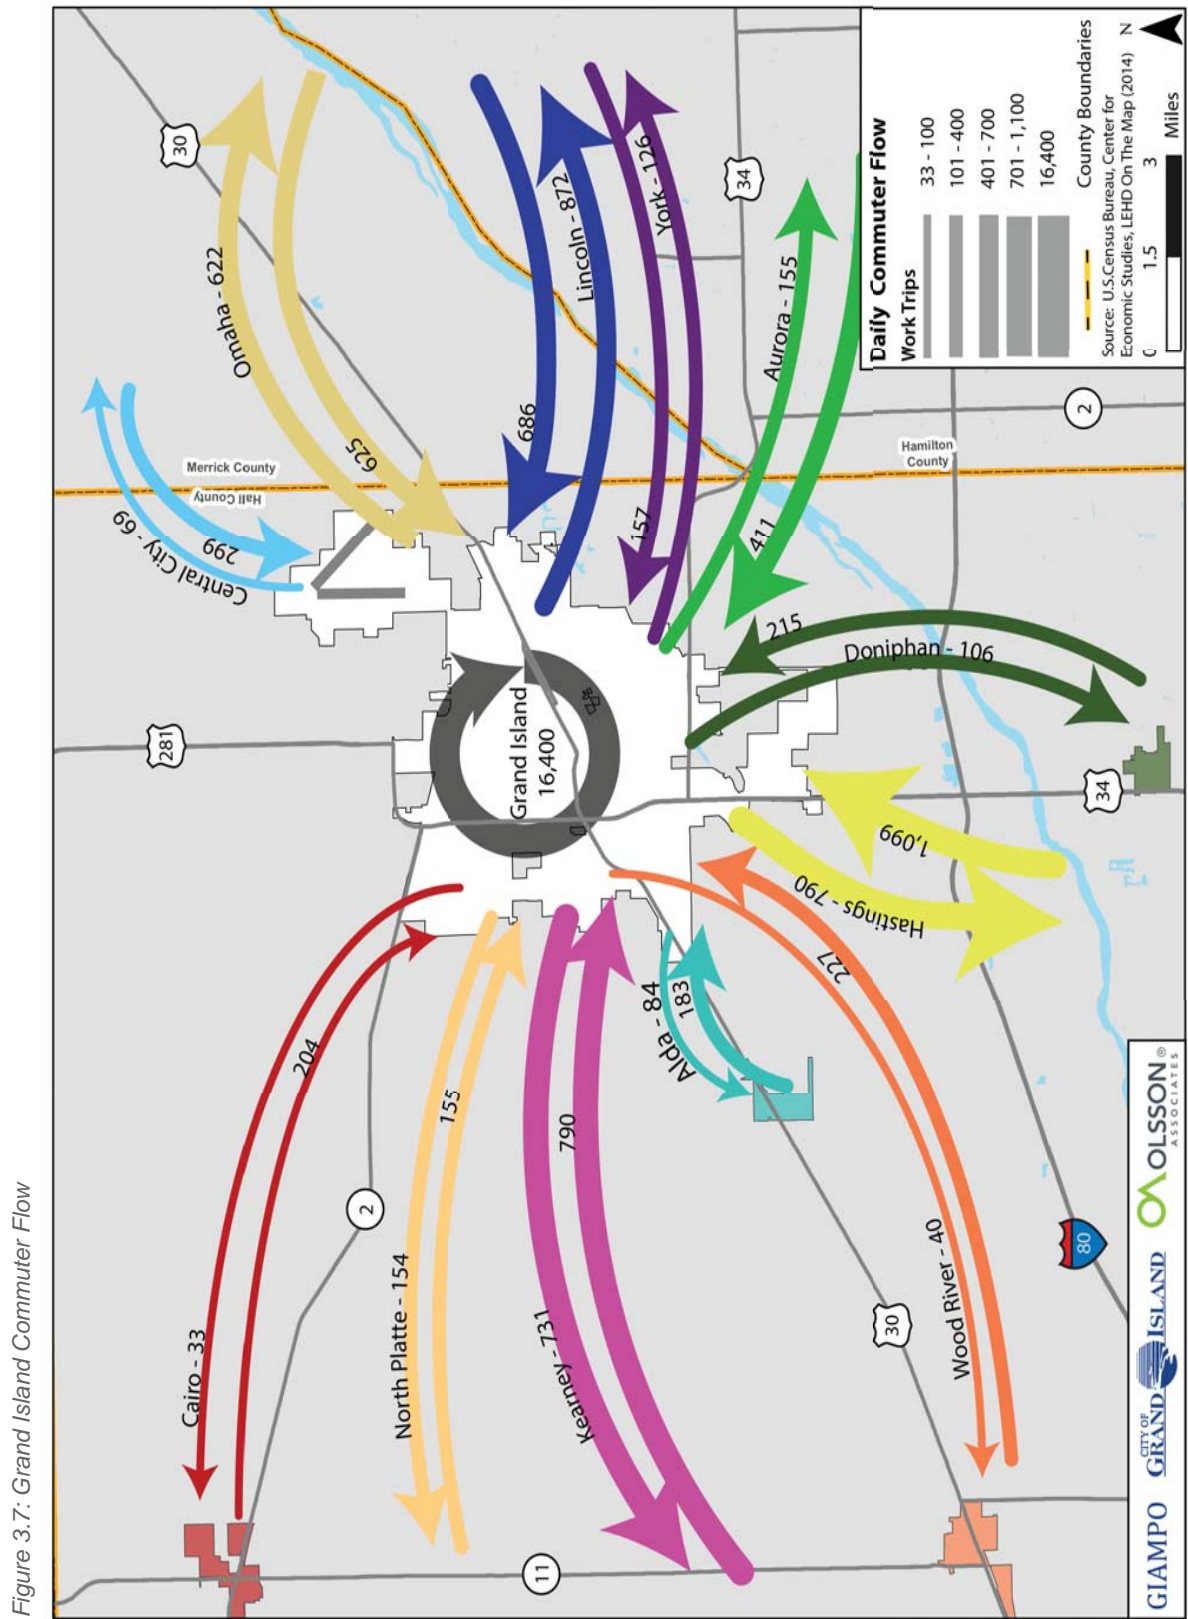 Figure 3.7: Grand Island Commuter Flow
30
Omaha - 622
625
Central City - 69
299
Merrick County
Hall County
281
Cairo - 33
204
2
North Platte - 154
155
Kearney - 731
790
11
Grand Island
16,400
686
Lincoln - 872
York - 126
157
34
Aurora - 155
411
Hamilton
County
2
215
Doniphan - 106
34
1,099
Hastings - 790
Alda - 84
183
227
Wood River - 40
30
80
Daily Commuter Flow
Work Trips
33 - 100
101 - 400
401 - 700
701 - 1,100
16,400
County Boundaries
Source: U.S.Census Bureau, Center for
Economic Studies, LEHD On The Map (2014)
N
0 1.5 3
Miles
GIAMPO
CITY OF
GRAND ISLAND
OLSSON ®
ASSOCIATES